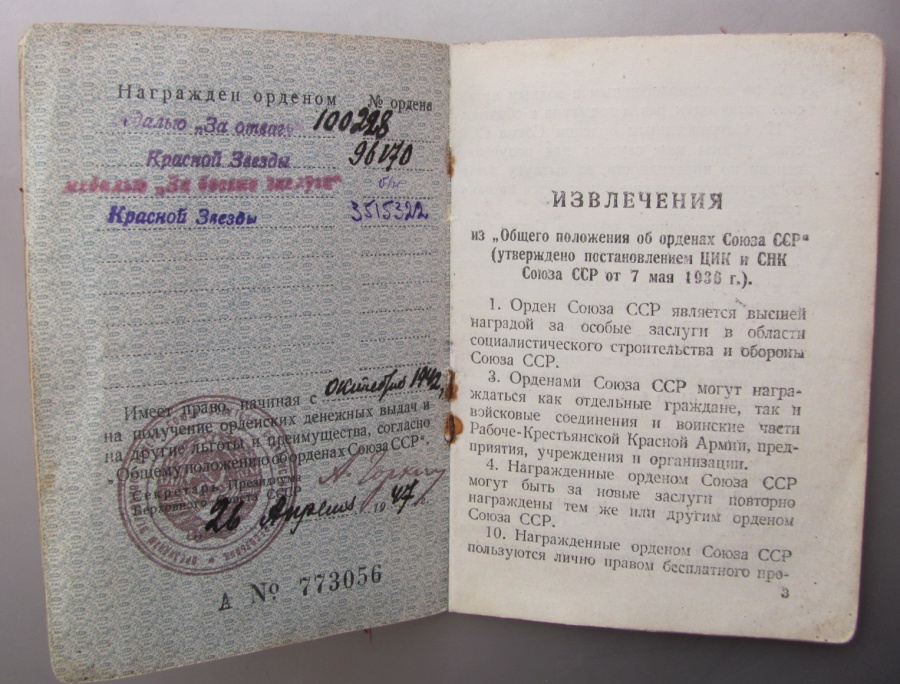 Награжден орденом № ордена
далью „За отвагу" 100228
Красной Звезды 96170
медалью „За боевые заслуги" б/н
Красной Звезды 3515322
Имеет право, начиная с октября 1942,
на получение орденских денежных выдач и
на другие льготы и преимущества, согласно
„Общему положению об орденах Союза ССР".
Секретарь Президиума
Верховного Совета СССР
26 Апреля 1947 г.
А № 773056
ИЗВЛЕЧЕНИЯ
из „Общего положения об орденах Союза ССР"
(утверждено постановлением ЦИК и СНК
Союза ССР от 7 мая 1936 г.).
1. Орден Союза ССР является высшей
наградой за особые заслуги в области
социалистического строительства и обороны
Союза ССР.
3. Орденами Союза ССР могут награ-
ждаться как отдельные граждане, так и
войсковые соединения и воинские части
Рабоче-Крестьянской Красной Армии, пред-
приятия, учреждения и организации.
4. Награжденные орденом Союза ССР
могут быть за новые заслуги повторно
награждены тем же или другим орденом
Союза ССР.
10. Награжденные орденом Союза ССР
пользуются лично правом бесплатного про-
3